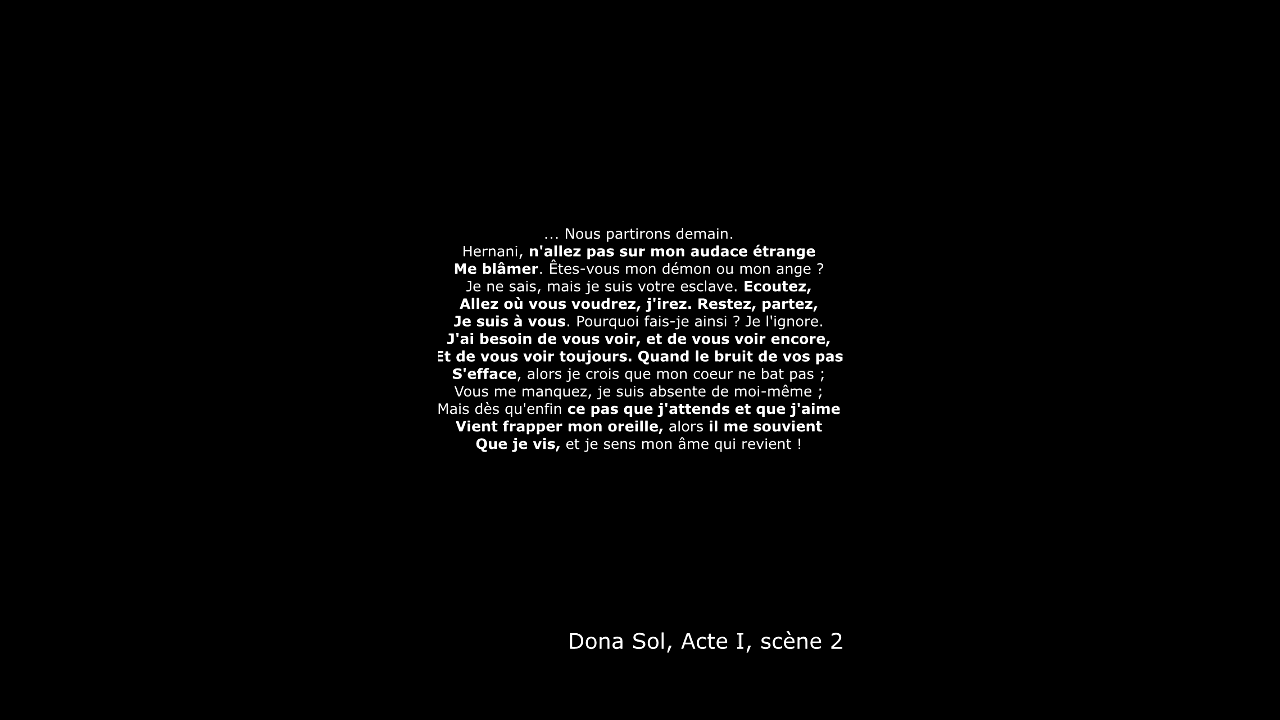 ... Nous partirons demain.
Hernani, n'allez pas sur mon audace étrange
Me blâmer. Êtes-vous mon démon ou mon ange ?
Je ne sais, mais je suis votre esclave. Ecoutez,
Allez où vous voudrez, j'irez. Restez, partez,
Je suis à vous. Pourquoi fais-je ainsi ? Je l'ignore.
J'ai besoin de vous voir, et de vous voir encore,
Et de vous voir toujours. Quand le bruit de vos pas
S'efface, alors je crois que mon coeur ne bat pas ;
Vous me manquez, je suis absente de moi-même ;
Mais dès qu'enfin ce pas que j'attends et que j'aime
Vient frapper mon oreille, alors il me souvient
Que je vis, et je sens mon âme qui revient !
Dona Sol, Acte I, scène 2